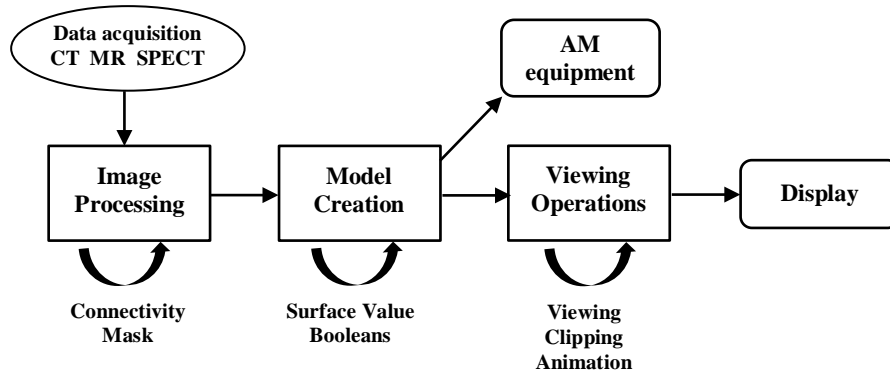 Data acquisition
CT MR SPECT
AM
equipment
Image
Processing
Model
Creation
Viewing
Operations
Display
Connectivity
Mask
Surface Value
Booleans
Viewing
Clipping
Animation